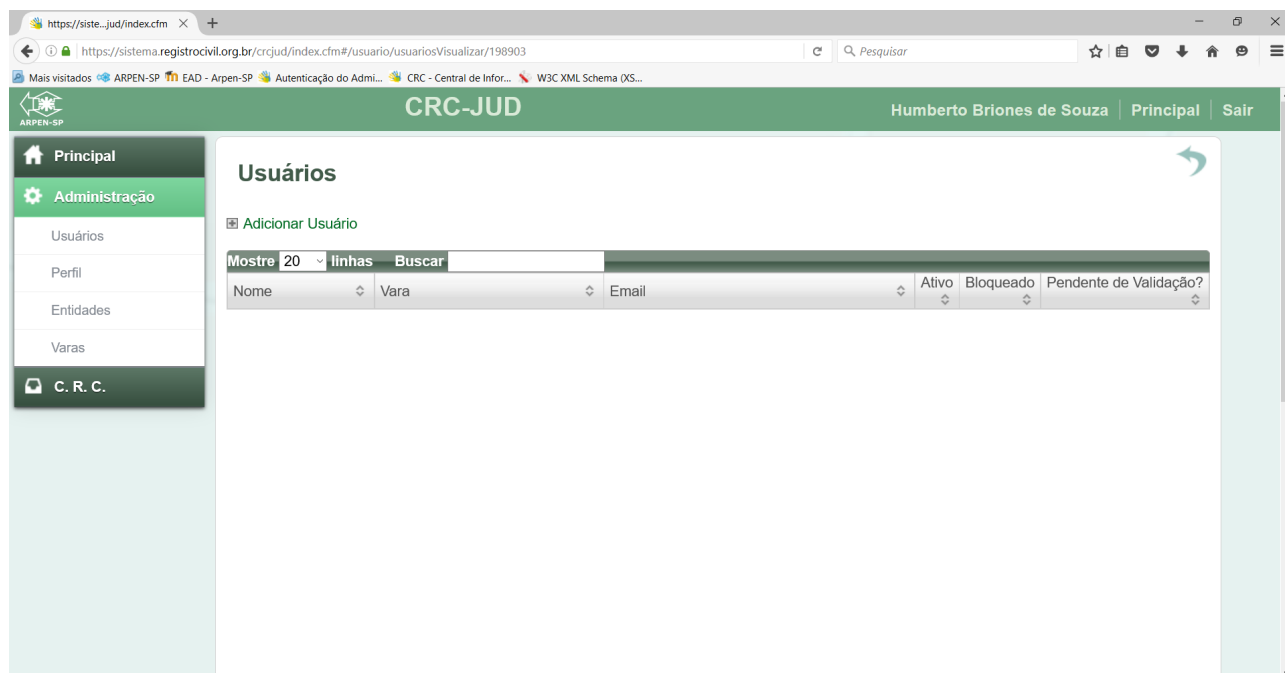 https://siste...jud/index.cfm
https://sistema.registrocivil.org.br/crcjud/index.cfm#/usuario/usuariosVisualizar/198903
Pesquisar
Mais visitados ARPEN-SP EAD - Arpen-SP Autenticação do Admi... CRC - Central de Infor... W3C XML Schema (XS...
ARPEN-SP
CRC-JUD
Humberto Briones de Souza | Principal | Sair
Principal
Administração
Usuários
Perfil
Entidades
Varas
C. R. C.
Usuários
Adicionar Usuário
Mostre 20 linhas Buscar
Nome Vara Email Ativo Bloqueado Pendente de Validação?